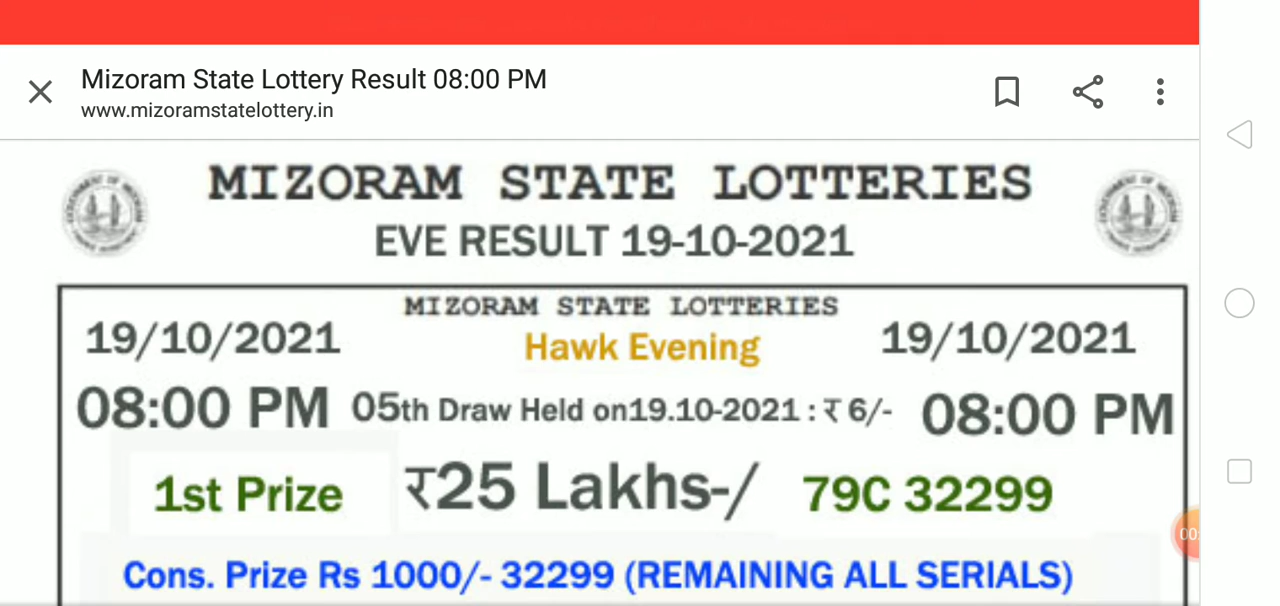 Mizoram State Lottery Result 08:00 PM
www.mizoramstatelottery.in
MIZORAM STATE LOTTERIES
EVE RESULT 19-10-2021
MIZORAM STATE LOTTERIES
19/10/2021 Hawk Evening 19/10/2021
08:00 PM 05th Draw Held on19.10-2021 : ₹ 6/- 08:00 PM
1st Prize ₹25 Lakhs-/ 79C 32299
Cons. Prize Rs 1000/- 32299 (REMAINING ALL SERIALS)
00: